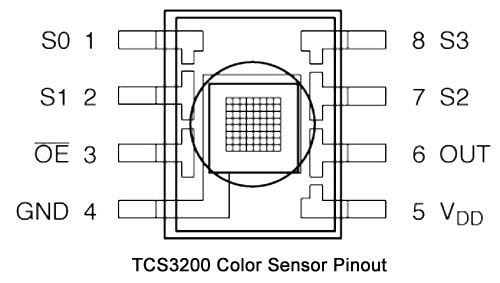 S0 1
8 S3
S1 2
7 S2
O̅E̅ 3
6 OUT
GND 4
5 VDD
TCS3200 Color Sensor Pinout